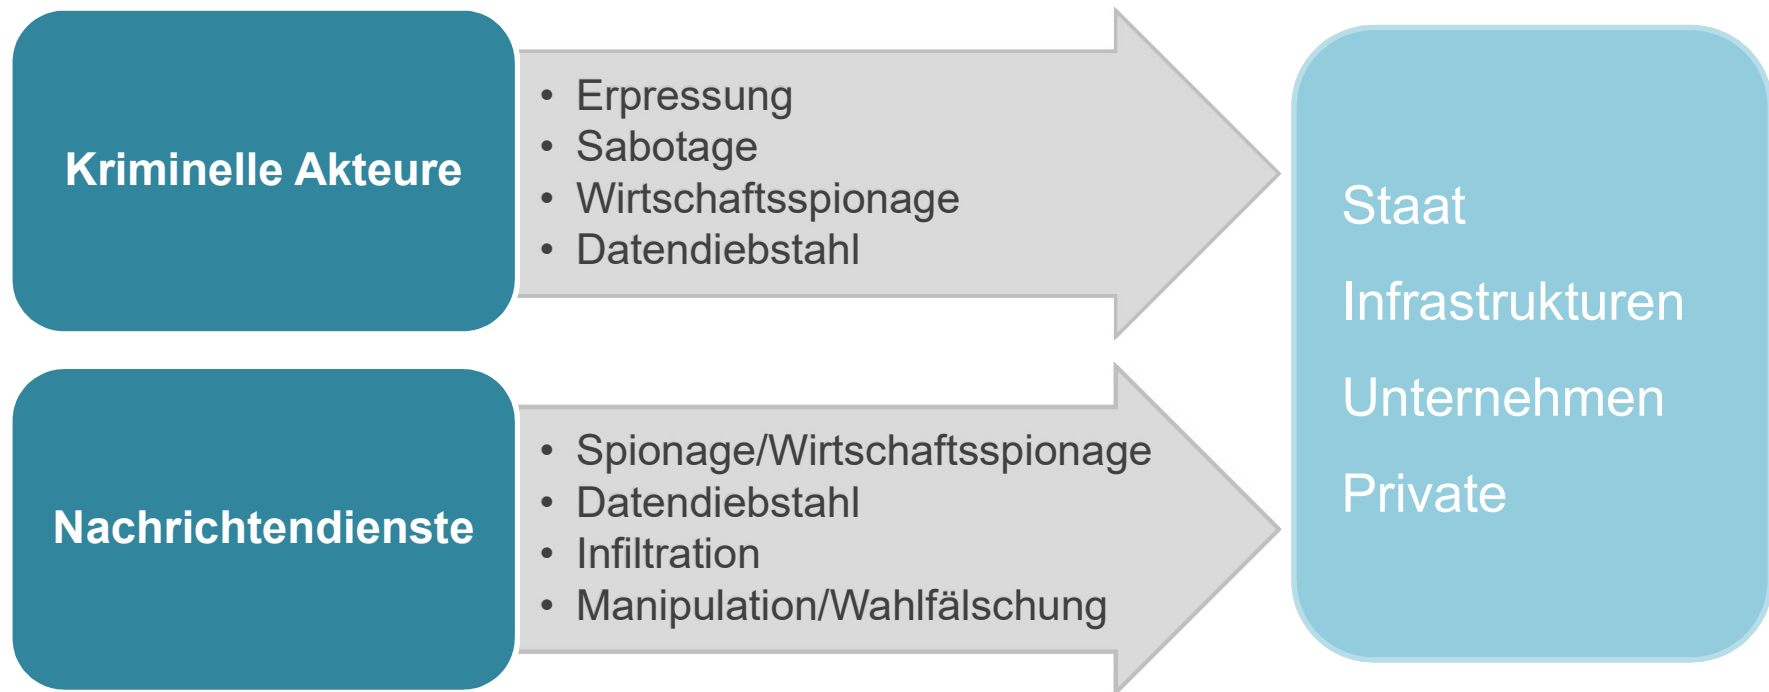 Kriminelle Akteure
• Erpressung
• Sabotage
• Wirtschaftsspionage
• Datendiebstahl
Nachrichtendienste
• Spionage/Wirtschaftsspionage
• Datendiebstahl
• Infiltration
• Manipulation/Wahlfälschung
Staat
Infrastrukturen
Unternehmen
Private